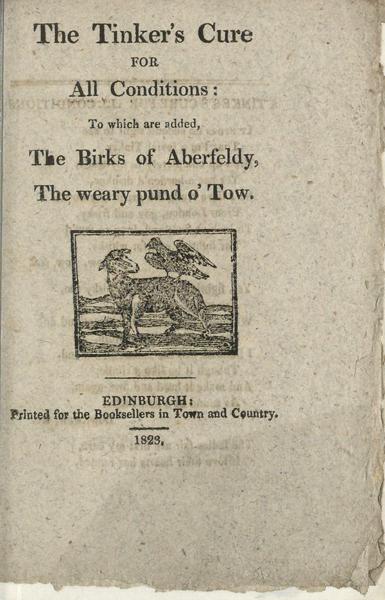 The Tinker's Cure
FOR
All Conditions:
To which are added,
The Birks of Aberfeldy,
The weary pund o' Tow.
EDINBURGH:
Printed for the Booksellers in Town and Country.
1823.